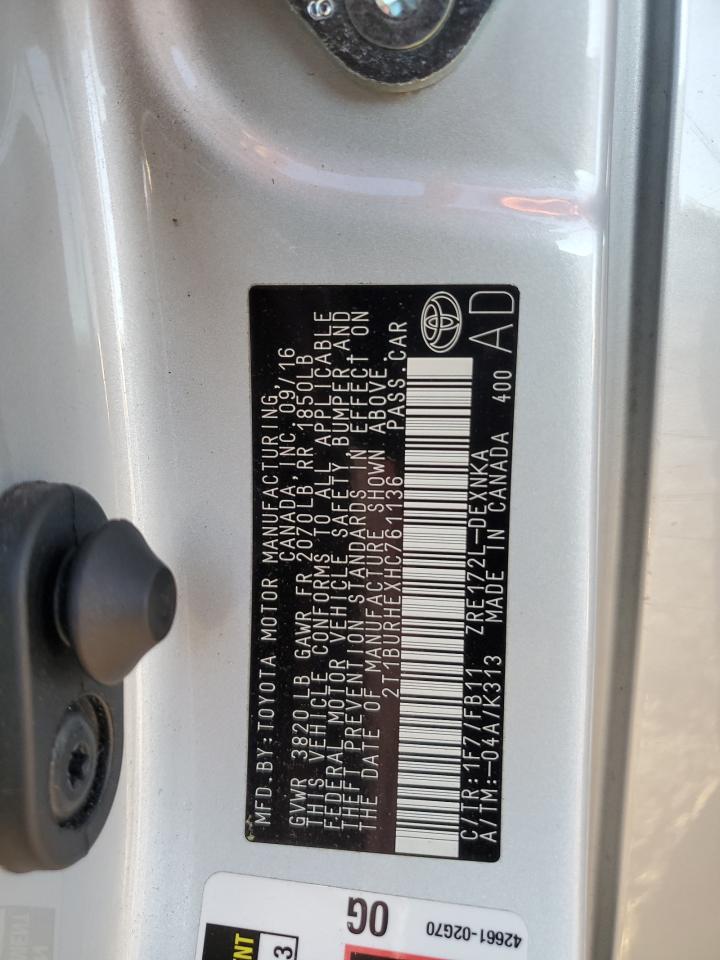 MFD.BY:TOYOTA MOTOR MANUFACTURING
CANADA, INC. 09/16
GVWR 3820 LB GAWR FR 2070LB RR 1850LB
THIS VEHICLE CONFORMS TO ALL APPLICABLE
FEDERAL MOTOR VEHICLE SAFETY BUMPER AND
THEFT PREVENTION STANDARDS IN EFFECT ON
THE DATE OF MANUFACTURE SHOWN ABOVE.
2T1BURHEXHC761136 PASS.CAR
C/TR:1F7/FB11 ZRE172L-DEXNKA
A/TM:-04A/K313 MADE IN CANADA 400 AD
8
0G
42661-02G70
3